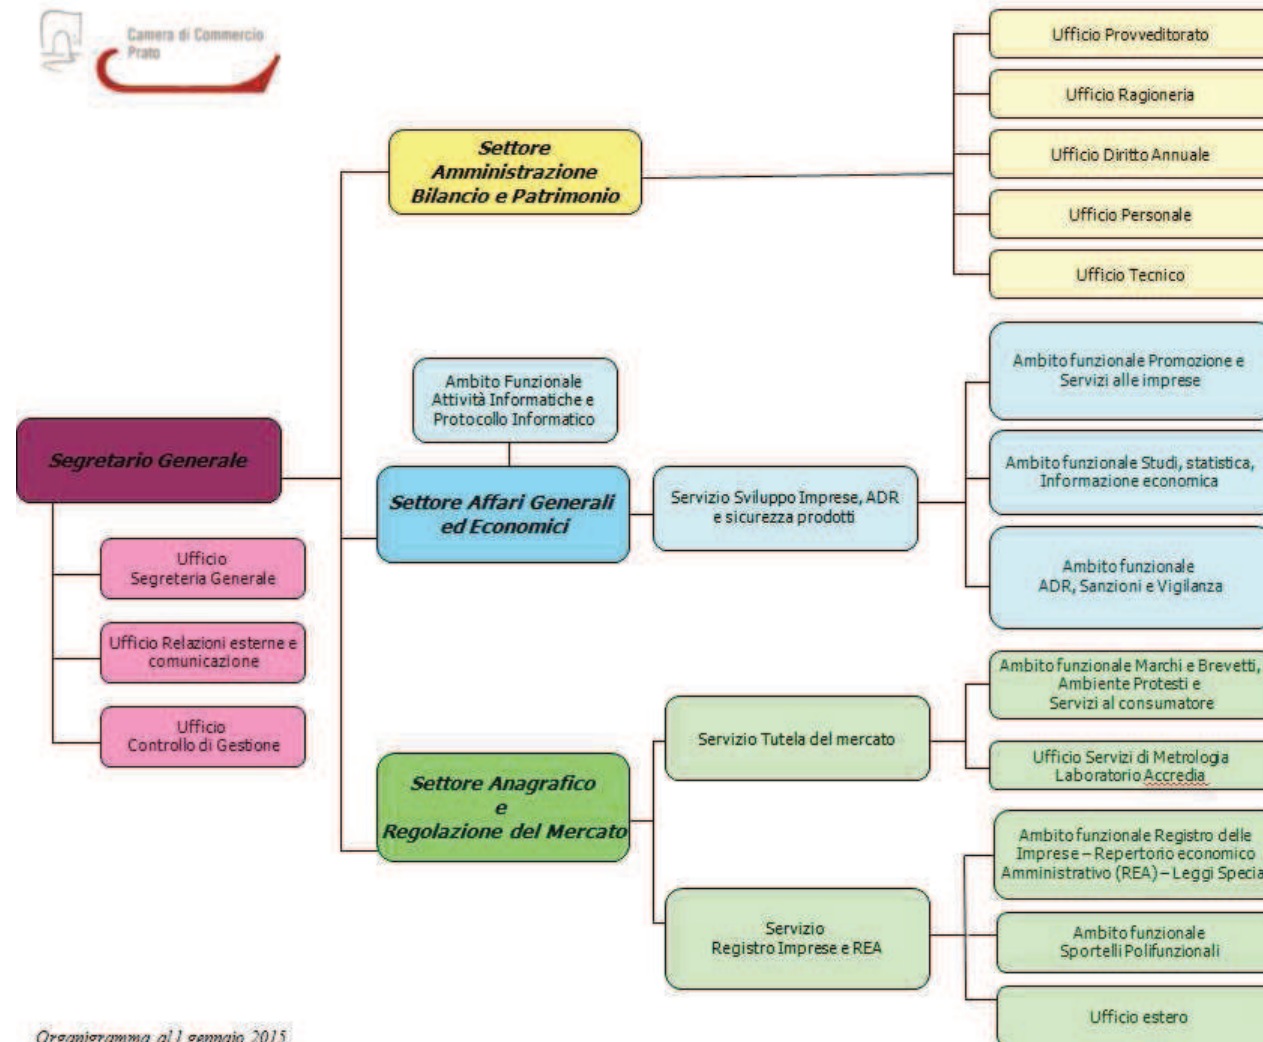 Camera di Commercio
Prato
Ufficio Provveditorato
Ufficio Ragioneria
Settore
Amministrazione
Bilancio e Patrimonio
Ufficio Diritto Annuale
Ufficio Personale
Ufficio Tecnico
Ambito Funzionale
Attività Informatiche e
Protocollo Informatico
Ambito funzionale Promozione e
Servizi alle imprese
Segretario Generale
Settore Affari Generali
ed Economici
Servizio Sviluppo Imprese, ADR
e sicurezza prodotti
Ambito funzionale Studi, statistica,
Informazione economica
Ufficio
Segreteria Generale
Ambito funzionale
ADR, Sanzioni e Vigilanza
Ufficio Relazioni esterne e
comunicazione
Ufficio
Controllo di Gestione
Settore Anagrafico
e
Regolazione del Mercato
Servizio Tutela del mercato
Ambito funzionale Marchi e Brevetti,
Ambiente Protesti e
Servizi al consumatore
Ufficio Servizi di Metrologia
Laboratorio Accredia
Servizio
Registro Imprese e REA
Ambito funzionale Registro delle
Imprese – Repertorio economico
Amministrativo (REA) – Leggi Specia
Ambito funzionale
Sportelli Polifunzionali
Ufficio estero
Organigramma al 1 gennaio 2015